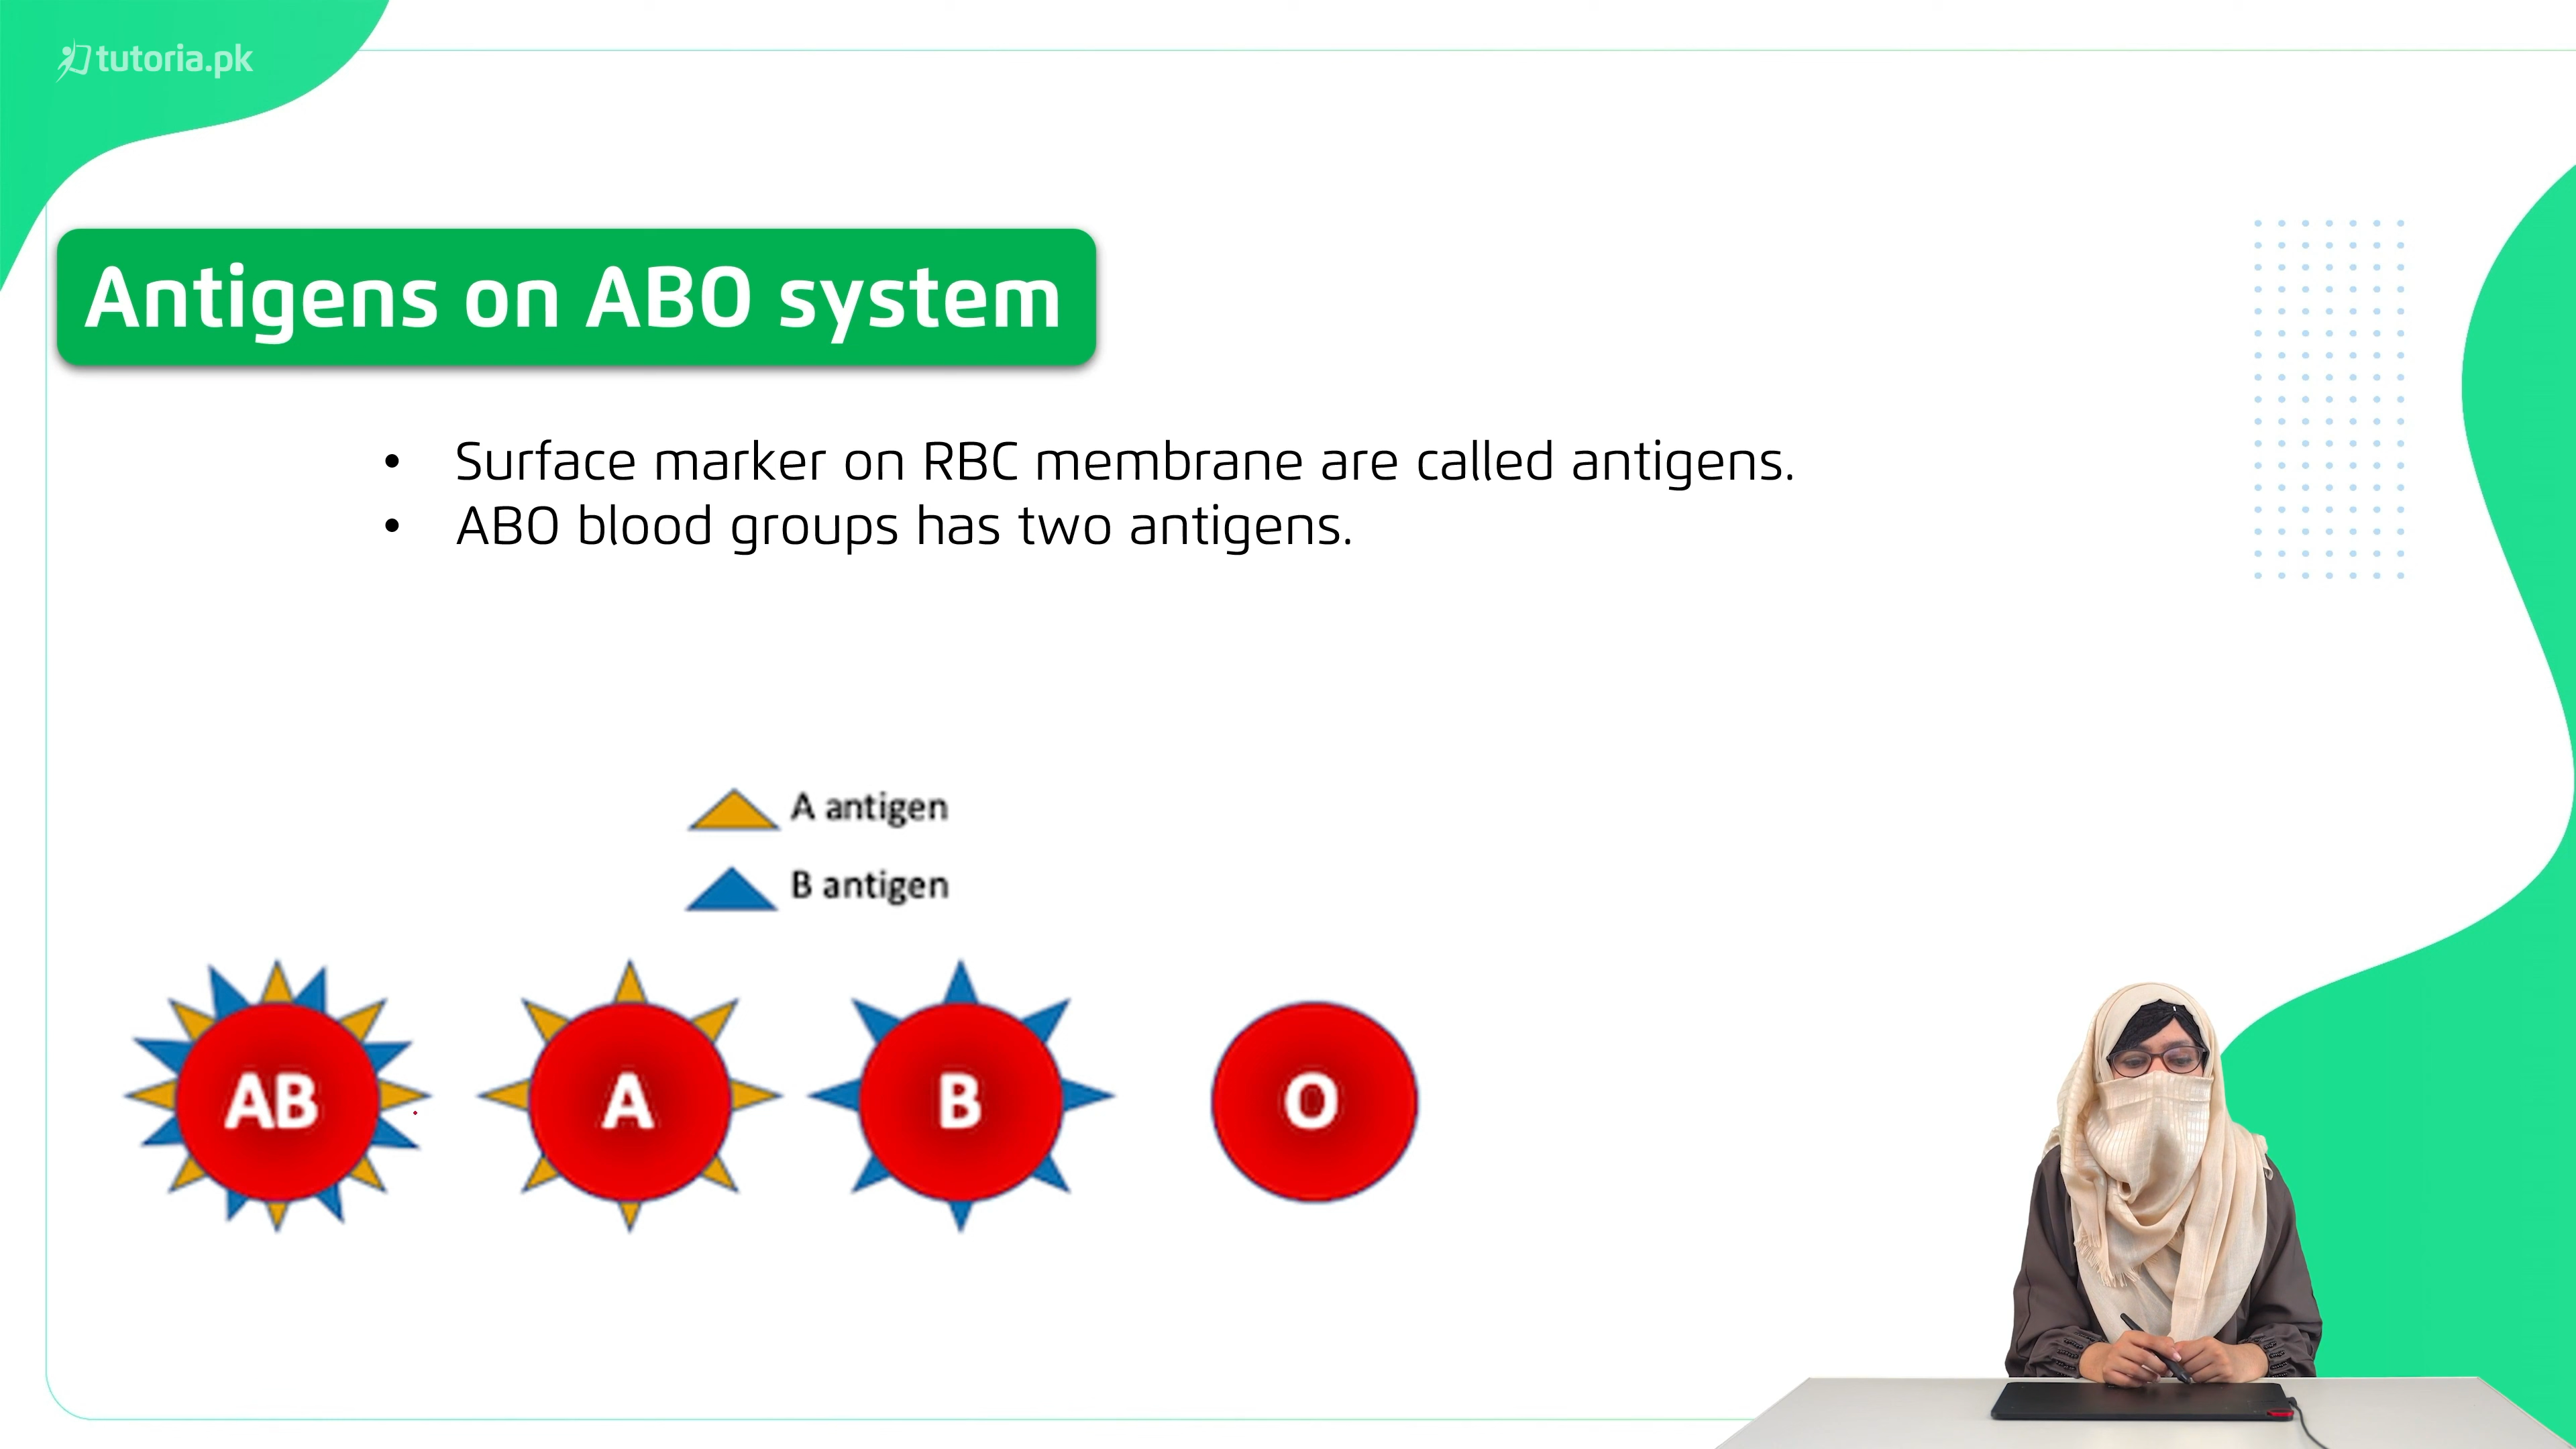 tutoria.pk
Antigens on ABO system
• Surface marker on RBC membrane are called antigens.
• ABO blood groups has two antigens.
A antigen
B antigen
AB
A
B
O